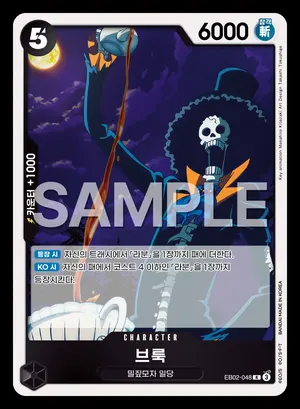 5
6000
참격
斬
카운터 +1000
SAMPLE
등장 시 자신의 트래시에서 「라분」을 1장까지 패에 더한다.
KO 시 자신의 패에서 코스트 4 이하인 「라분」을 1장까지
등장시킨다.
CHARACTER
브룩
밀짚모자 일당
EB02-048 R
BANDAI MADE IN KOREA